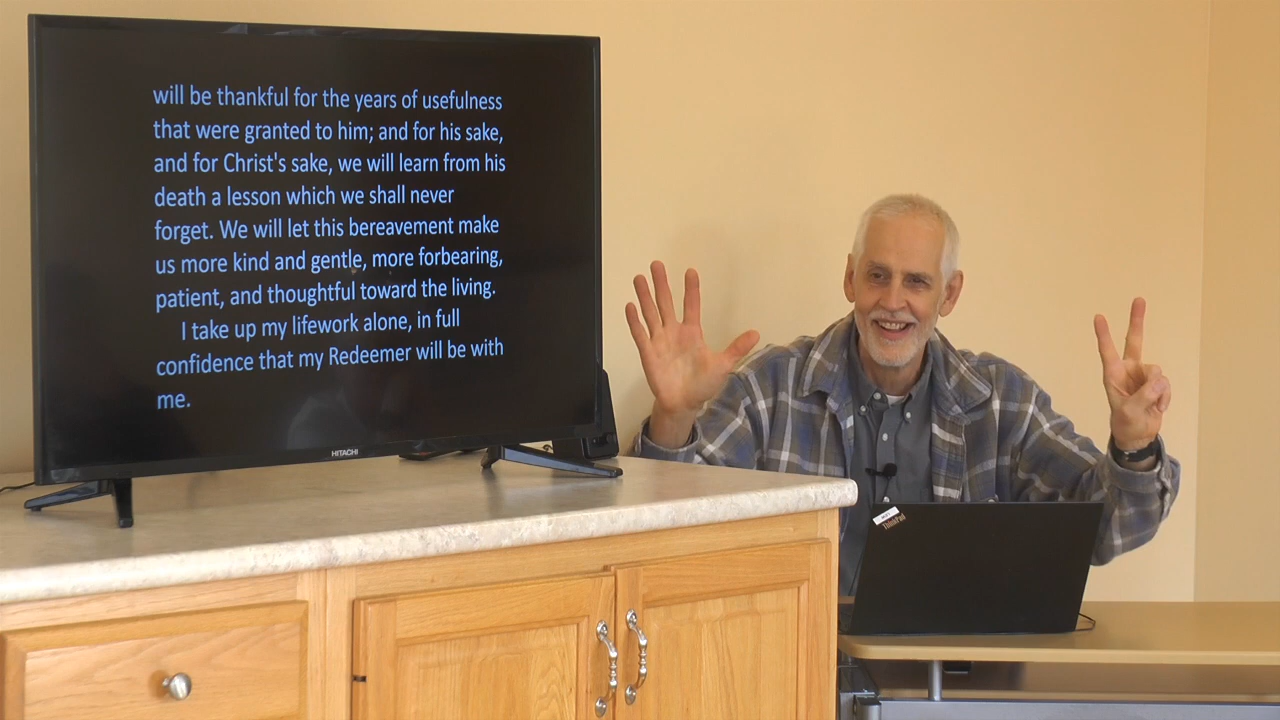 will be thankful for the years of usefulness
that were granted to him; and for his sake,
and for Christ's sake, we will learn from his
death a lesson which we shall never
forget. We will let this bereavement make
us more kind and gentle, more forbearing,
patient, and thoughtful toward the living.
I take up my lifework alone, in full
confidence that my Redeemer will be with
me.
HITACHI
ThinkPad